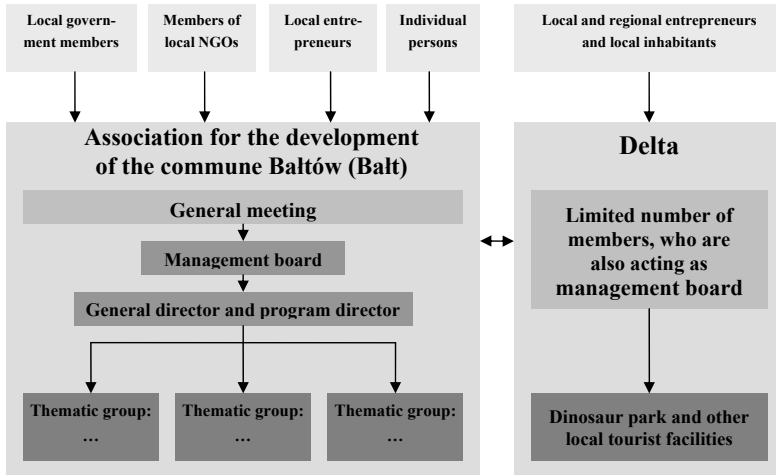 Local govern-
ment members
Members of
local NGOs
Local entre-
preneurs
Individual
persons
Local and regional entrepreneurs
and local inhabitants
Association for the development
of the commune Bałtów (Bałt)
General meeting
Management board
General director and program director
Thematic group:
…
Thematic group:
…
Thematic group:
…
Delta
Limited number of
members, who are
also acting as
management board
Dinosaur park and other
local tourist facilities